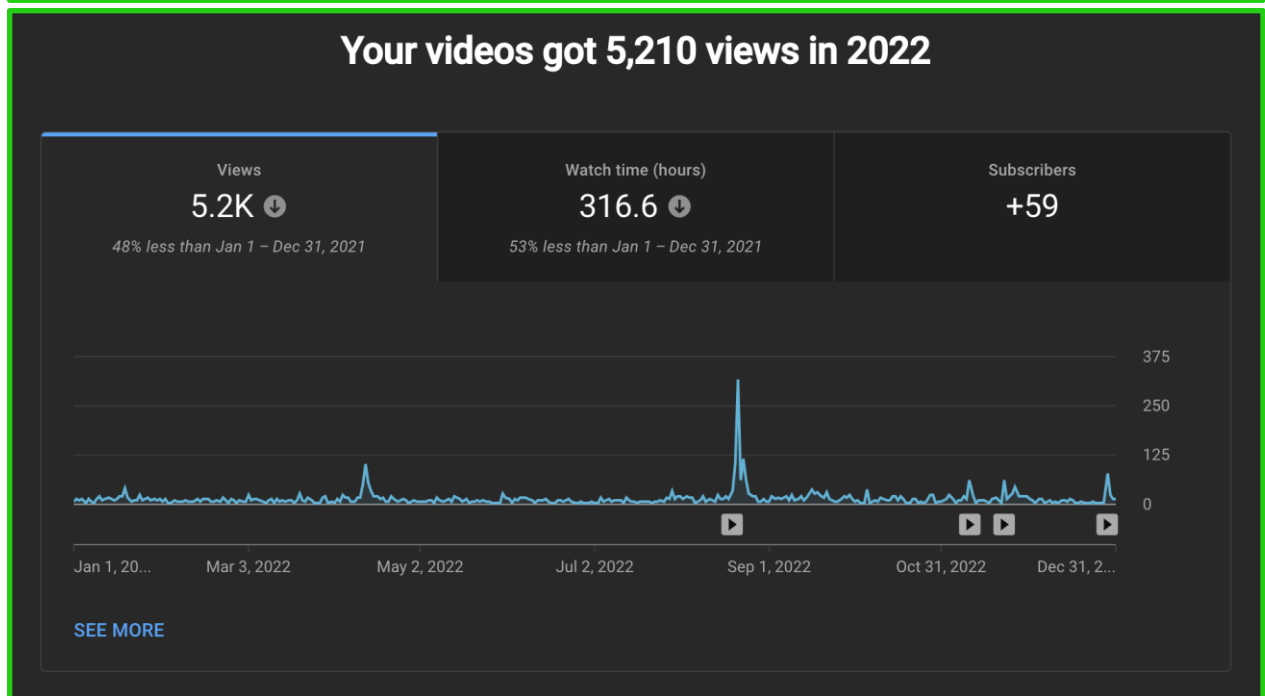 Your videos got 5,210 views in 2022
Views
5.2K
48% less than Jan 1 – Dec 31, 2021
Watch time (hours)
316.6
53% less than Jan 1 – Dec 31, 2021
Subscribers
+59
375
250
125
0
Jan 1, 20... Mar 3, 2022 May 2, 2022 Jul 2, 2022 Sep 1, 2022 Oct 31, 2022 Dec 31, 2...
SEE MORE